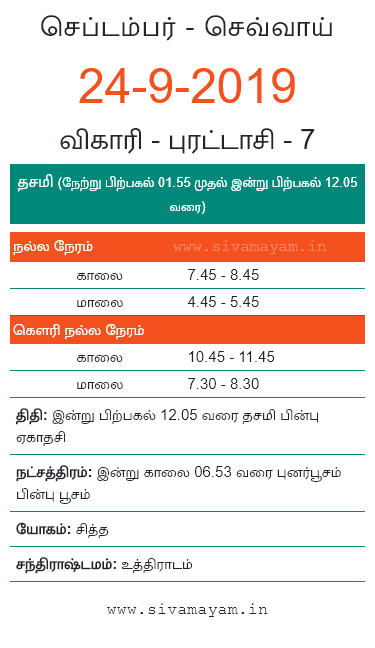 செப்டம்பர் - செவ்வாய்
24-9-2019
விகாரி - புரட்டாசி - 7
தசமி (நேற்று பிற்பகல் 01.55 முதல் இன்று பிற்பகல் 12.05
வரை)
நல்ல நேரம் www.sivamayam.in
காலை 7.45 - 8.45
மாலை 4.45 - 5.45
கௌரி நல்ல நேரம்
காலை 10.45 - 11.45
மாலை 7.30 - 8.30
திதி: இன்று பிற்பகல் 12.05 வரை தசமி பின்பு
ஏகாதசி
நட்சத்திரம்: இன்று காலை 06.53 வரை புனர்பூசம்
பின்பு பூசம்
யோகம்: சித்த
சந்திராஷ்டமம்: உத்திராடம்
www.sivamayam.in